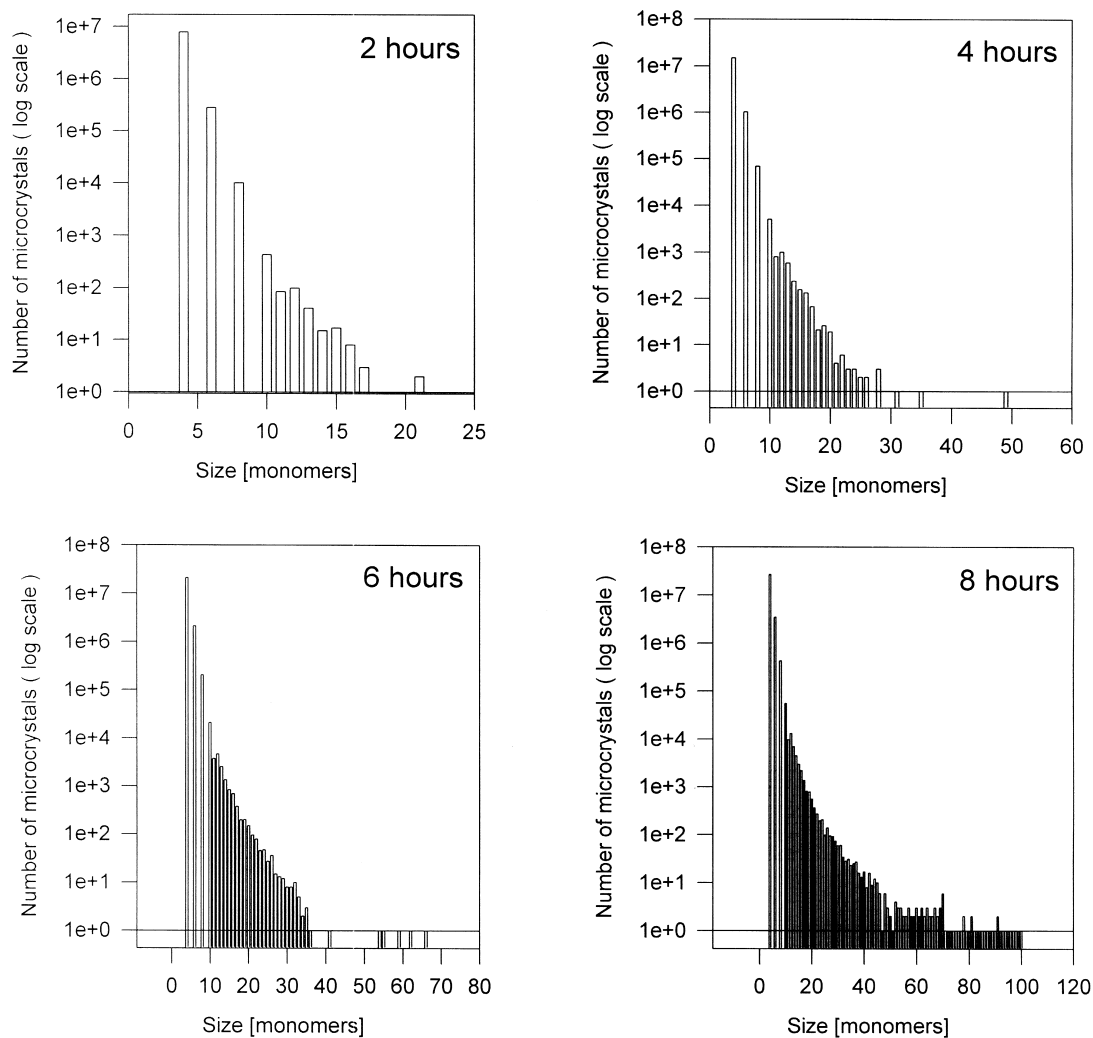 2 hours
Number of microcrystals ( log scale )
1e+7
1e+6
1e+5
1e+4
1e+3
1e+2
1e+1
1e+0
0 5 10 15 20 25
Size [monomers]
4 hours
Number of microcrystals ( log scale )
1e+8
1e+7
1e+6
1e+5
1e+4
1e+3
1e+2
1e+1
1e+0
0 10 20 30 40 50 60
Size [monomers]
6 hours
Number of microcrystals ( log scale )
1e+8
1e+7
1e+6
1e+5
1e+4
1e+3
1e+2
1e+1
1e+0
0 10 20 30 40 50 60 70 80
Size [monomers]
8 hours
Number of microcrystals ( log scale )
1e+8
1e+7
1e+6
1e+5
1e+4
1e+3
1e+2
1e+1
1e+0
0 20 40 60 80 100 120
Size [monomers]